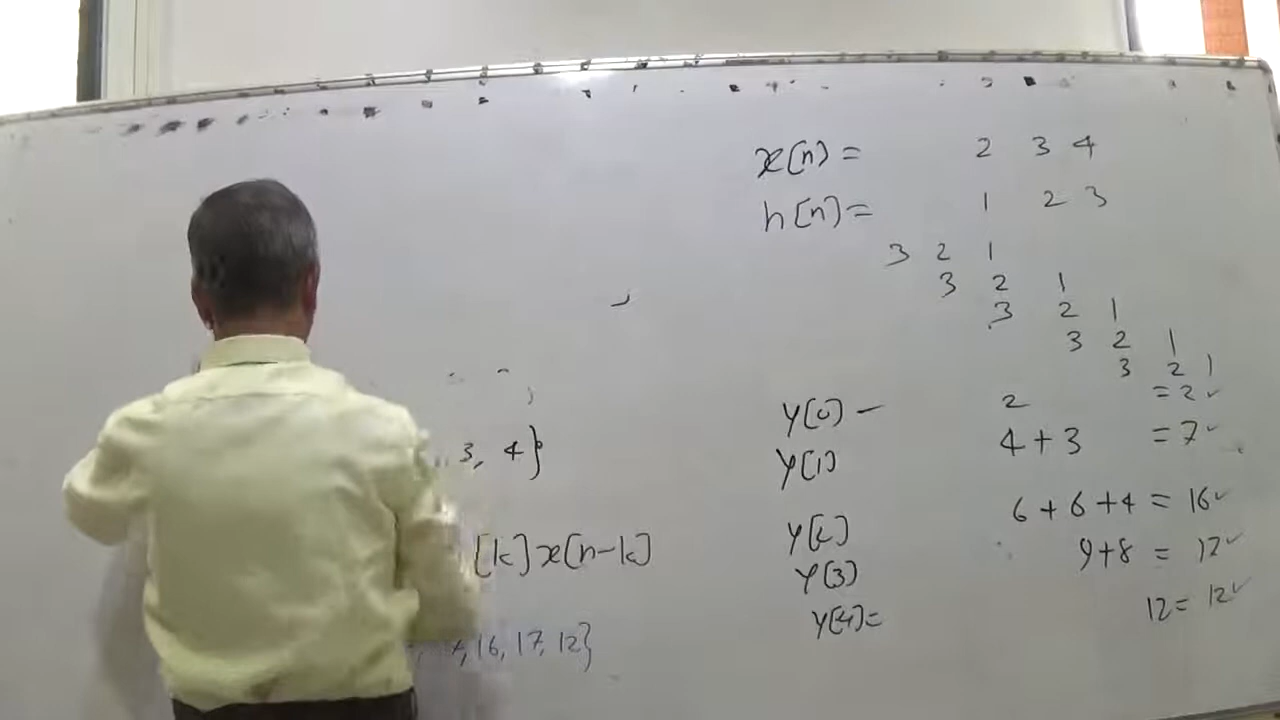 x[n] = 2 3 4
h[n] = 1 2 3
3 2 1
3 2 1
3 2 1
3 2 1
3 2 1
y[0] - 2 = 2 ✓
y[1] 4 + 3 = 7 ✓
y[2] 6 + 6 + 4 = 16 ✓
y[3] 9+8 = 17 ✓
y[4]= 12 = 12 ✓
3, 4}
[k] x[n-k]
16, 17, 12}